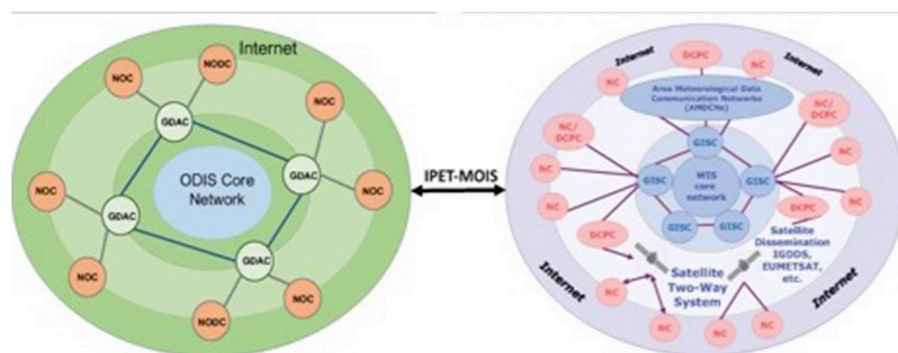 Internet
NOC
NODC
NOC
GDAC
NOC
GDAC
ODIS Core
Network
NOC
GDAC
NOC
GDAC
NOC
NODC
NOC
IPET-MOIS
DCPC
NC
Internet
NC
Internet
Area Meteorological Data
Communication Networks
(AMDCNs)
NC/
DCPC
NC/
DCPC
GISC
NC
NC
GISC
WIS
core
network
GISC
NC
NC
DCPC
GISC
GISC
DCPC
Satellite
Dissemination
IGDDS,
EUMETSAT,
etc.
Satellite
Two-Way
System
Internet
Internet
NC
NC
NC
NC